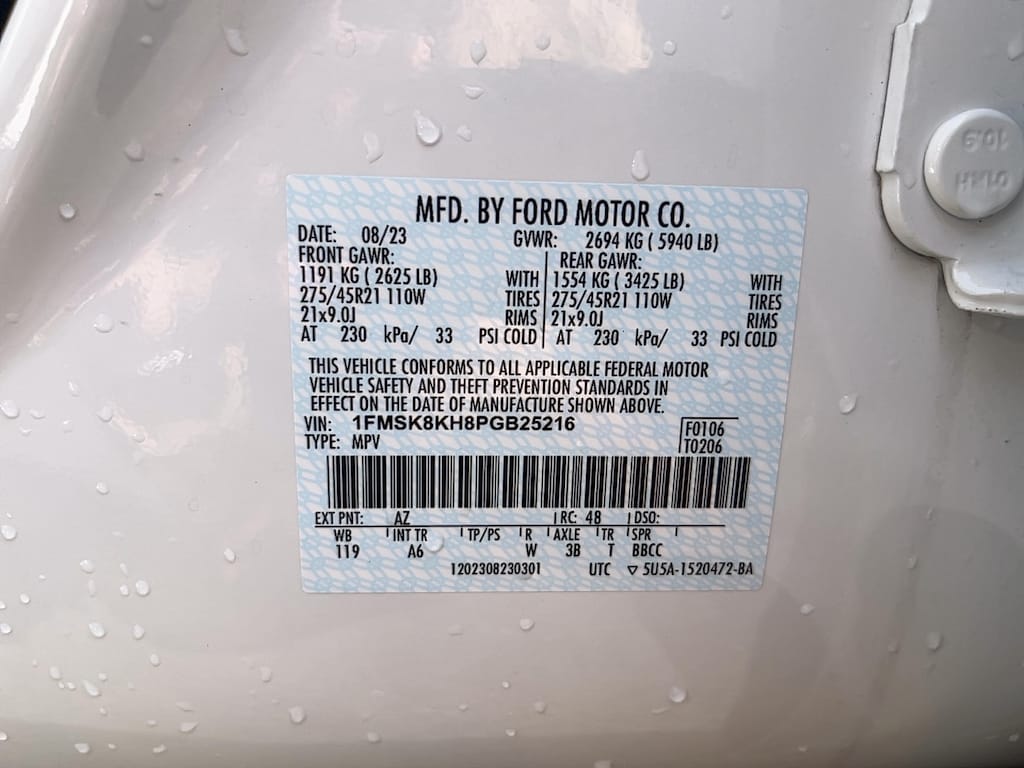 MFD. BY FORD MOTOR CO.
DATE: 08/23 GVWR: 2694 KG ( 5940 LB)
FRONT GAWR: REAR GAWR:
1191 KG ( 2625 LB) WITH 1554 KG ( 3425 LB) WITH
275/45R21 110W TIRES 275/45R21 110W TIRES
21x9.0J RIMS 21x9.0J RIMS
AT 230 kPa/ 33 PSI COLD AT 230 kPa/ 33 PSI COLD
THIS VEHICLE CONFORMS TO ALL APPLICABLE FEDERAL MOTOR
VEHICLE SAFETY AND THEFT PREVENTION STANDARDS IN
EFFECT ON THE DATE OF MANUFACTURE SHOWN ABOVE.
VIN: 1FMSK8KH8PGB25216 F0106
TYPE: MPV T0206
EXT PNT: AZ RC: 48 DSO:
WB INT TR TP/PS R AXLE TR SPR
119 A6 W 3B T BBCC
1202308230301 UTC ▽ 5U5A-1520472-BA
10.9